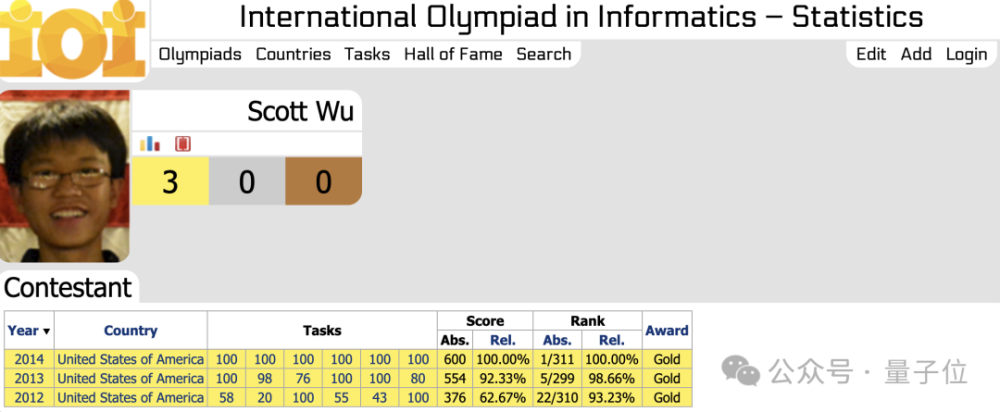 ioi
International Olympiad in Informatics – Statistics
Olympiads Countries Tasks Hall of Fame Search
Edit Add Login
Scott Wu
3 0 0
Contestant
Year ▾ Country Tasks Score Rank Award
Abs. Rel. Abs. Rel.
2014 United States of America 100 100 100 100 100 100 600 100.00% 1/311 100.00% Gold
2013 United States of America 100 98 76 100 100 80 554 92.33% 5/299 98.66% Gold
2012 United States of America 58 20 100 55 43 100 376 62.67% 22/310 93.23% Gold
公众号 · 量子位